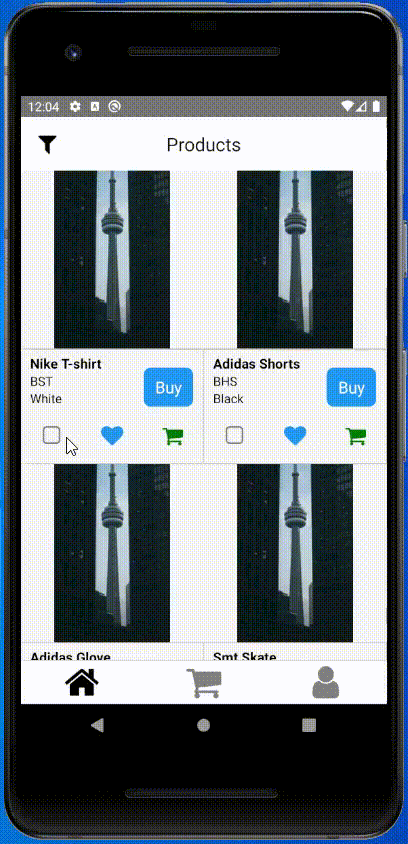 12:04
Products
Nike T-shirt
BST
White
Buy
Adidas Shorts
BHS
Black
Buy
Adidas Glove
Smt Skate